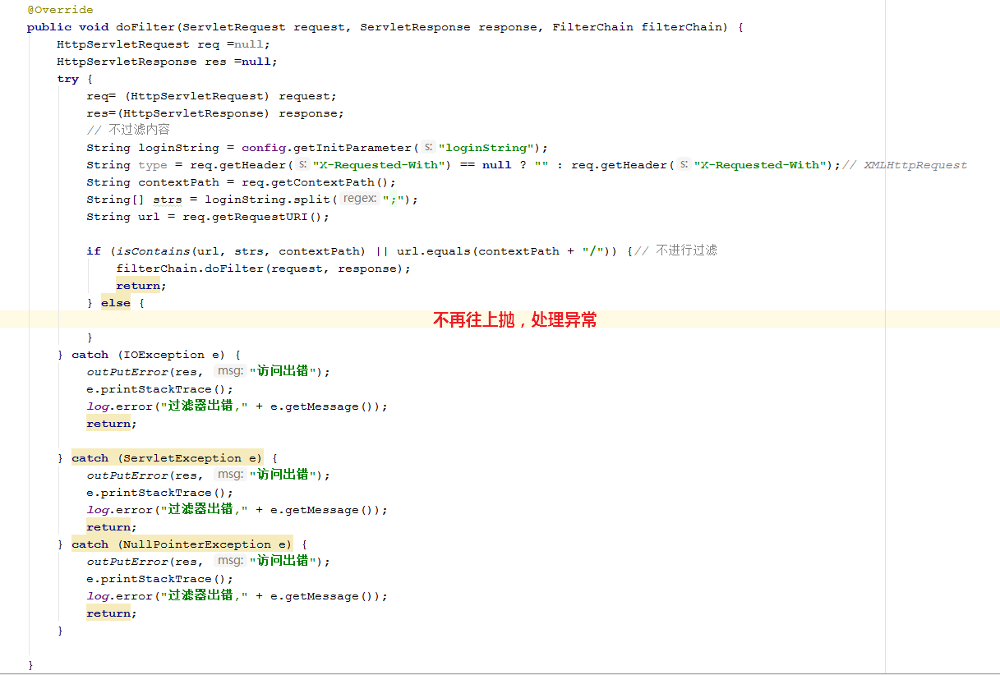 @Override
public void doFilter(ServletRequest request, ServletResponse response, FilterChain filterChain) {
HttpServletRequest req =null;
HttpServletResponse res =null;
try {
req= (HttpServletRequest) request;
res=(HttpServletResponse) response;
// 不过滤内容
String loginString = config.getInitParameter( s: "loginString");
String type = req.getHeader( s: "X-Requested-With") == null ? "" : req.getHeader( s: "X-Requested-With");// XMLHttpRequest
String contextPath = req.getContextPath();
String[] strs = loginString.split( regex: ";");
String url = req.getRequestURI();
if (isContains(url, strs, contextPath) || url.equals(contextPath + "/")) {// 不进行过滤
filterChain.doFilter(request, response);
return;
} else {
不再往上抛，处理异常
}
} catch (IOException e) {
outPutError(res, msg: "访问出错");
e.printStackTrace();
log.error("过滤器出错," + e.getMessage());
return;
} catch (ServletException e) {
outPutError(res, msg: "访问出错");
e.printStackTrace();
log.error("过滤器出错," + e.getMessage());
return;
} catch (NullPointerException e) {
outPutError(res, msg: "访问出错");
e.printStackTrace();
log.error("过滤器出错," + e.getMessage());
return;
}
}